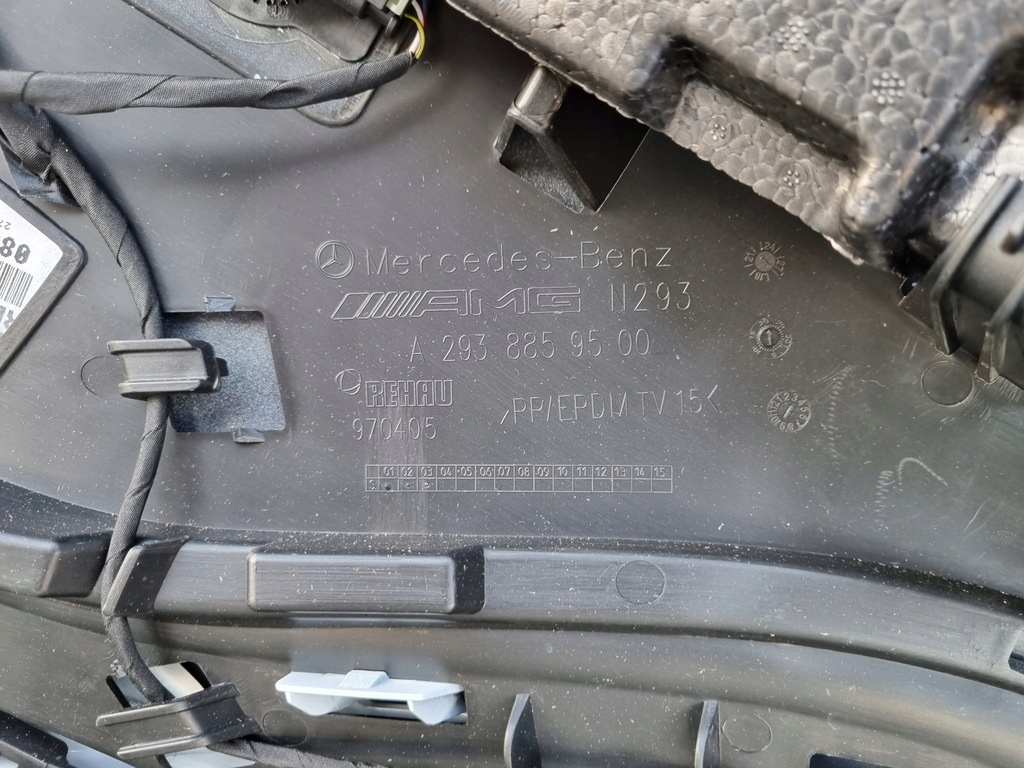 Mercedes-Benz
AMG N293
A 293 885 95 00
REHAU
970405
>PP/EPDM TV 15<
01 02 03 04 05 06 07 08 09 10 11 12 13 14 15